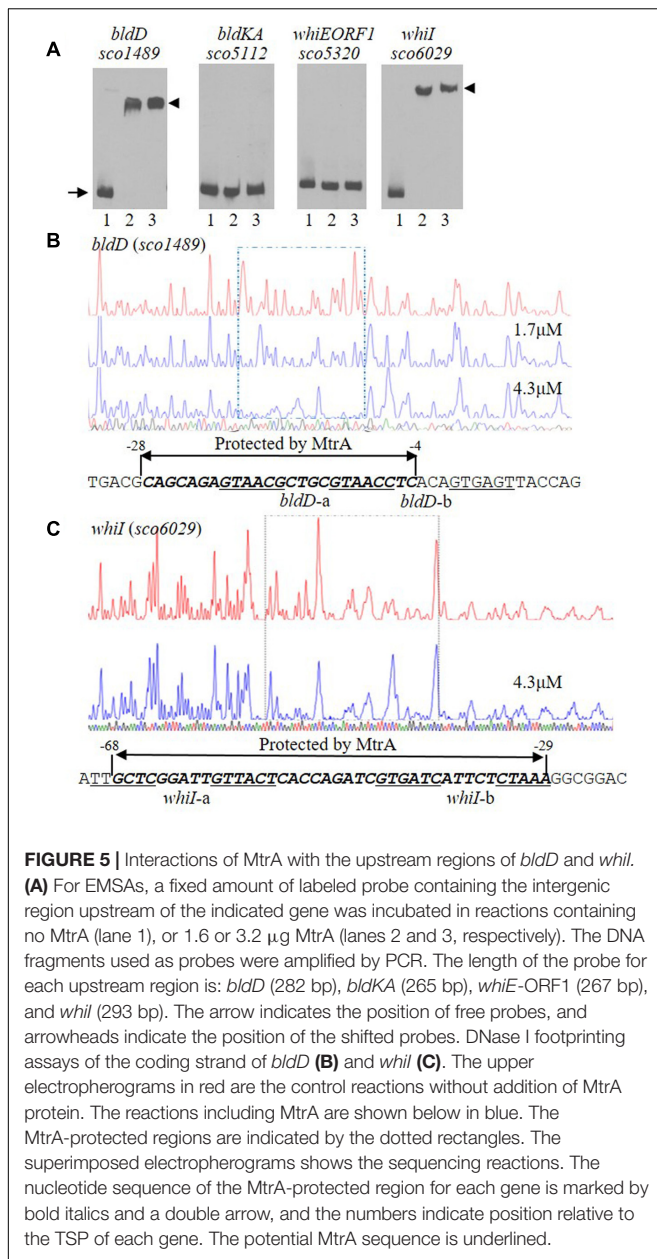 A
bldD bldKA whiEORF1 whiI
sco1489 sco5112 sco5320 sco6029
1 2 3 1 2 3 1 2 3 1 2 3
B
bldD (sco1489)
1.7μM
4.3μM
-28 Protected by MtrA -4
TGACGCAGCAGAGTAACGCTGCGTAACCTCACAGTGAGTTACCAG
bldD-a bldD-b
C
whiI (sco6029)
4.3μM
-68 Protected by MtrA -29
ATTGCTCGGATTGTTACTCACCAGATCGTGATCATTCTCTAAAGGCGGAC
whiI-a whiI-b
FIGURE 5 | Interactions of MtrA with the upstream regions of bldD and whiI.
(A) For EMSAs, a fixed amount of labeled probe containing the intergenic
region upstream of the indicated gene was incubated in reactions containing
no MtrA (lane 1), or 1.6 or 3.2 μg MtrA (lanes 2 and 3, respectively). The DNA
fragments used as probes were amplified by PCR. The length of the probe for
each upstream region is: bldD (282 bp), bldKA (265 bp), whiE-ORF1 (267 bp),
and whiI (293 bp). The arrow indicates the position of free probes, and
arrowheads indicate the position of the shifted probes. DNase I footprinting
assays of the coding strand of bldD (B) and whiI (C). The upper
electropherograms in red are the control reactions without addition of MtrA
protein. The reactions including MtrA are shown below in blue. The
MtrA-protected regions are indicated by the dotted rectangles. The
superimposed electropherograms shows the sequencing reactions. The
nucleotide sequence of the MtrA-protected region for each gene is marked by
bold italics and a double arrow, and the numbers indicate position relative to
the TSP of each gene. The potential MtrA sequence is underlined.